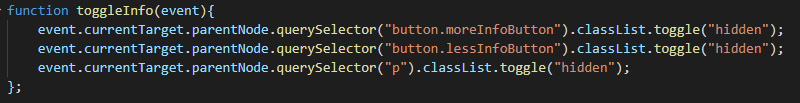 function toggleInfo(event){
    event.currentTarget.parentNode.querySelector("button.moreInfoButton").classList.toggle("hidden");
    event.currentTarget.parentNode.querySelector("button.lessInfoButton").classList.toggle("hidden");
    event.currentTarget.parentNode.querySelector("p").classList.toggle("hidden");
};